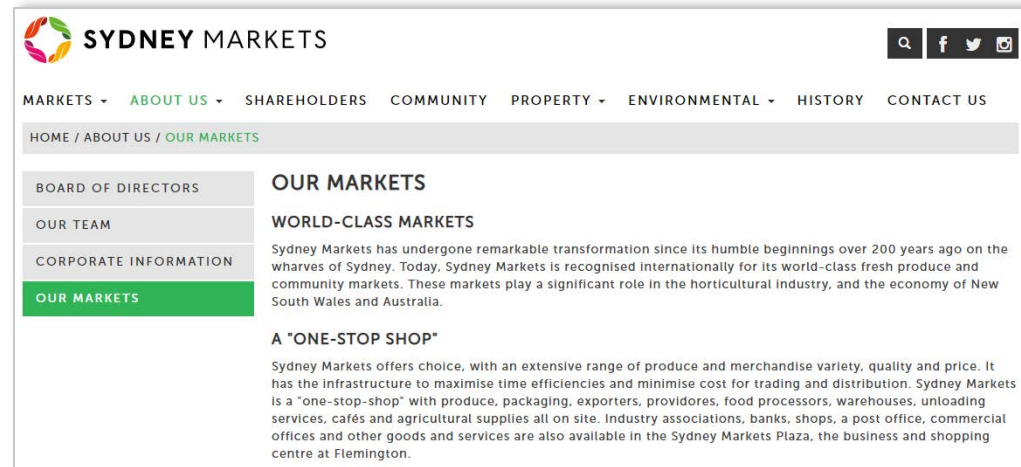 SYDNEY MARKETS
MARKETS ABOUT US SHAREHOLDERS COMMUNITY PROPERTY ENVIRONMENTAL HISTORY CONTACT US
HOME / ABOUT US / OUR MARKETS
BOARD OF DIRECTORS
OUR TEAM
CORPORATE INFORMATION
OUR MARKETS
OUR MARKETS
WORLD-CLASS MARKETS
Sydney Markets has undergone remarkable transformation since its humble beginnings over 200 years ago on the
wharves of Sydney. Today, Sydney Markets is recognised internationally for its world-class fresh produce and
community markets. These markets play a significant role in the horticultural industry, and the economy of New
South Wales and Australia.
A "ONE-STOP SHOP"
Sydney Markets offers choice, with an extensive range of produce and merchandise variety, quality and price. It
has the infrastructure to maximise time efficiencies and minimise cost for trading and distribution. Sydney Markets
is a "one-stop-shop" with produce, packaging, exporters, providores, food processors, warehouses, unloading
services, cafés and agricultural supplies all on site. Industry associations, banks, shops, a post office, commercial
offices and other goods and services are also available in the Sydney Markets Plaza, the business and shopping
centre at Flemington.